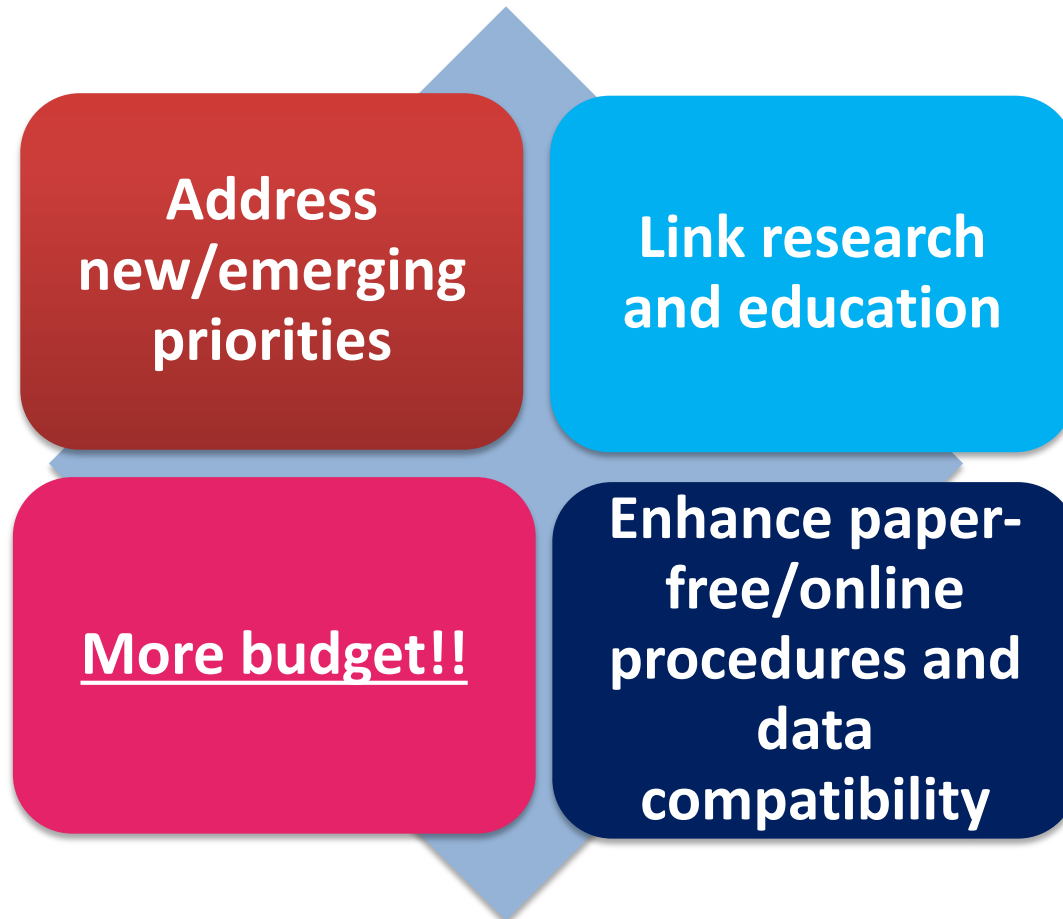 Address
new/emerging
priorities
Link research
and education
More budget!!
Enhance paper-
free/online
procedures and
data
compatibility